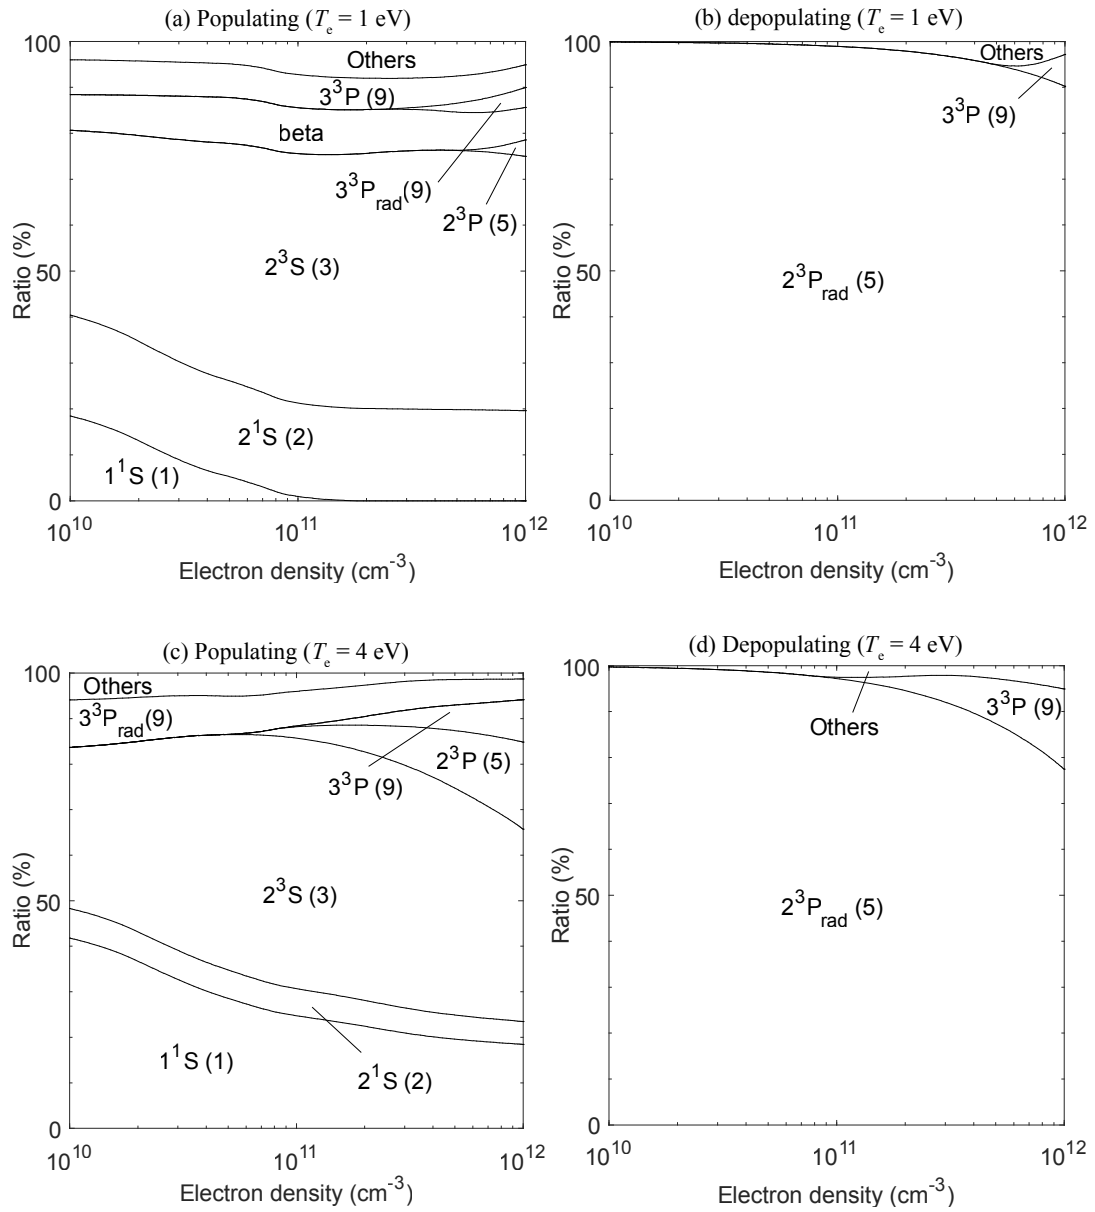 (a) Populating (Te = 1 eV)
100
Others
3³P (9)
beta
3³Prad(9)
2³P (5)
2³S (3)
50
Ratio (%)
2¹S (2)
1¹S (1)
0
10¹⁰ 10¹¹ 10¹²
Electron density (cm⁻³)
(b) depopulating (Te = 1 eV)
100
Others
3³P (9)
2³Prad (5)
50
Ratio (%)
0
10¹⁰ 10¹¹ 10¹²
Electron density (cm⁻³)
(c) Populating (Te = 4 eV)
100
Others
3³Prad(9)
2³P (5)
3³P (9)
2³S (3)
50
Ratio (%)
1¹S (1)
2¹S (2)
0
10¹⁰ 10¹¹ 10¹²
Electron density (cm⁻³)
(d) Depopulating (Te = 4 eV)
100
3³P (9)
Others
2³Prad (5)
50
Ratio (%)
0
10¹⁰ 10¹¹ 10¹²
Electron density (cm⁻³)